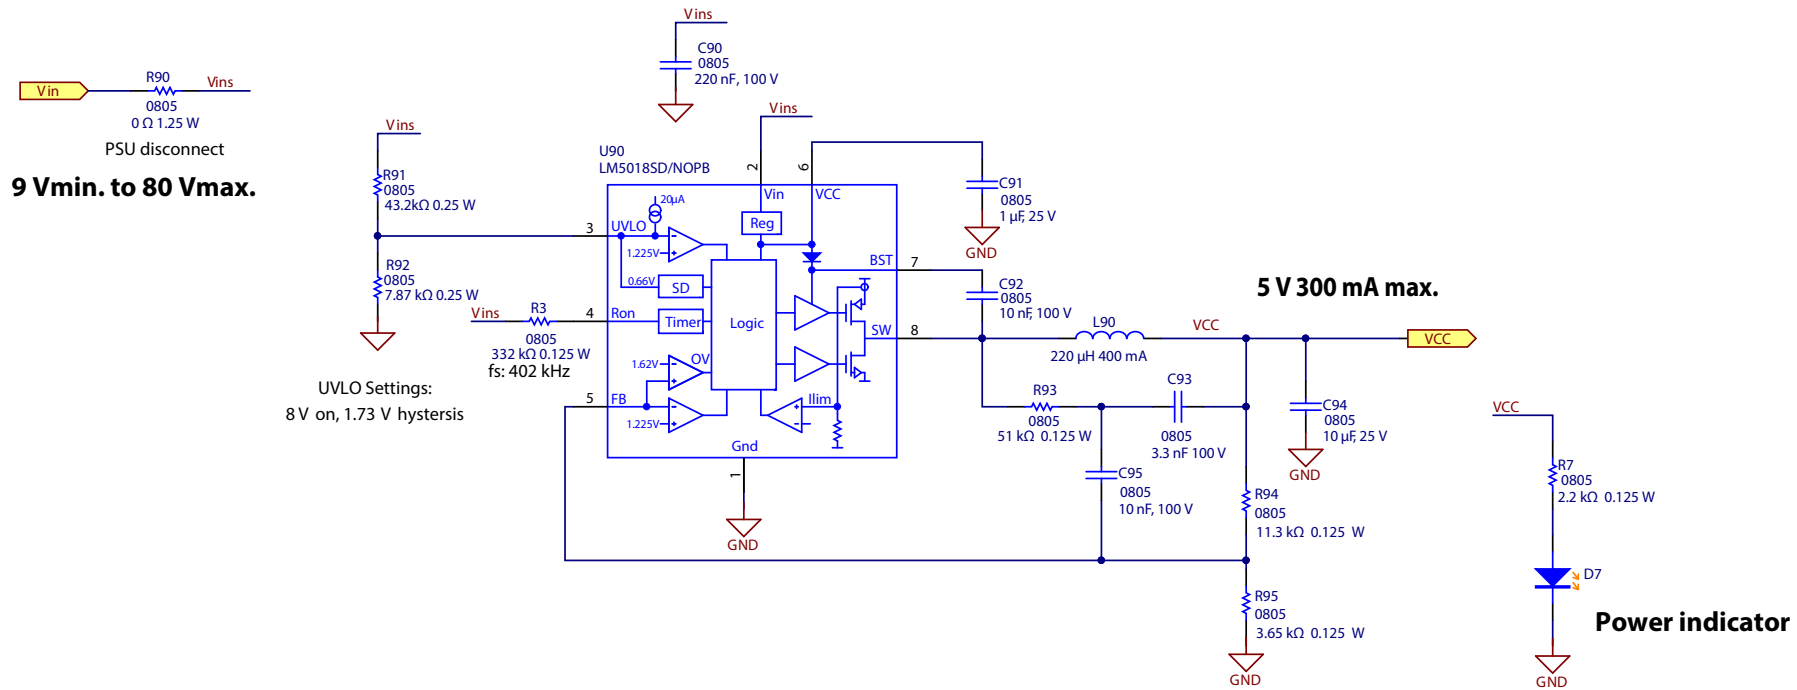 Vins
C90
0805
220 nF, 100 V
Vin
R90
Vins
0805
0 Ω 1.25 W
PSU disconnect
9 Vmin. to 80 Vmax.
Vins
R91
0805
43.2kΩ 0.25 W
R92
0805
7.87 kΩ 0.25 W
UVLO Settings:
8 V on, 1.73 V hystersis
Vins
R3
0805
332 kΩ 0.125 W
fs: 402 kHz
Vins
U90
LM5018SD/NOPB
2
6
Vin
VCC
20µA
Reg
3
UVLO
1.225V
0.66V
SD
4
Ron
Timer
Logic
1.62V
OV
5
FB
1.225V
Ilim
Gnd
1
GND
BST
7
SW
8
C91
0805
1 µF, 25 V
GND
C92
0805
10 nF, 100 V
5 V 300 mA max.
L90
220 µH 400 mA
VCC
VCC
R93
0805
51 kΩ 0.125 W
C93
0805
3.3 nF 100 V
C94
0805
10 µF, 25 V
GND
C95
0805
10 nF, 100 V
R94
0805
11.3 kΩ 0.125 W
R95
0805
3.65 kΩ 0.125 W
GND
VCC
R7
0805
2.2 kΩ 0.125 W
D7
Power indicator
GND